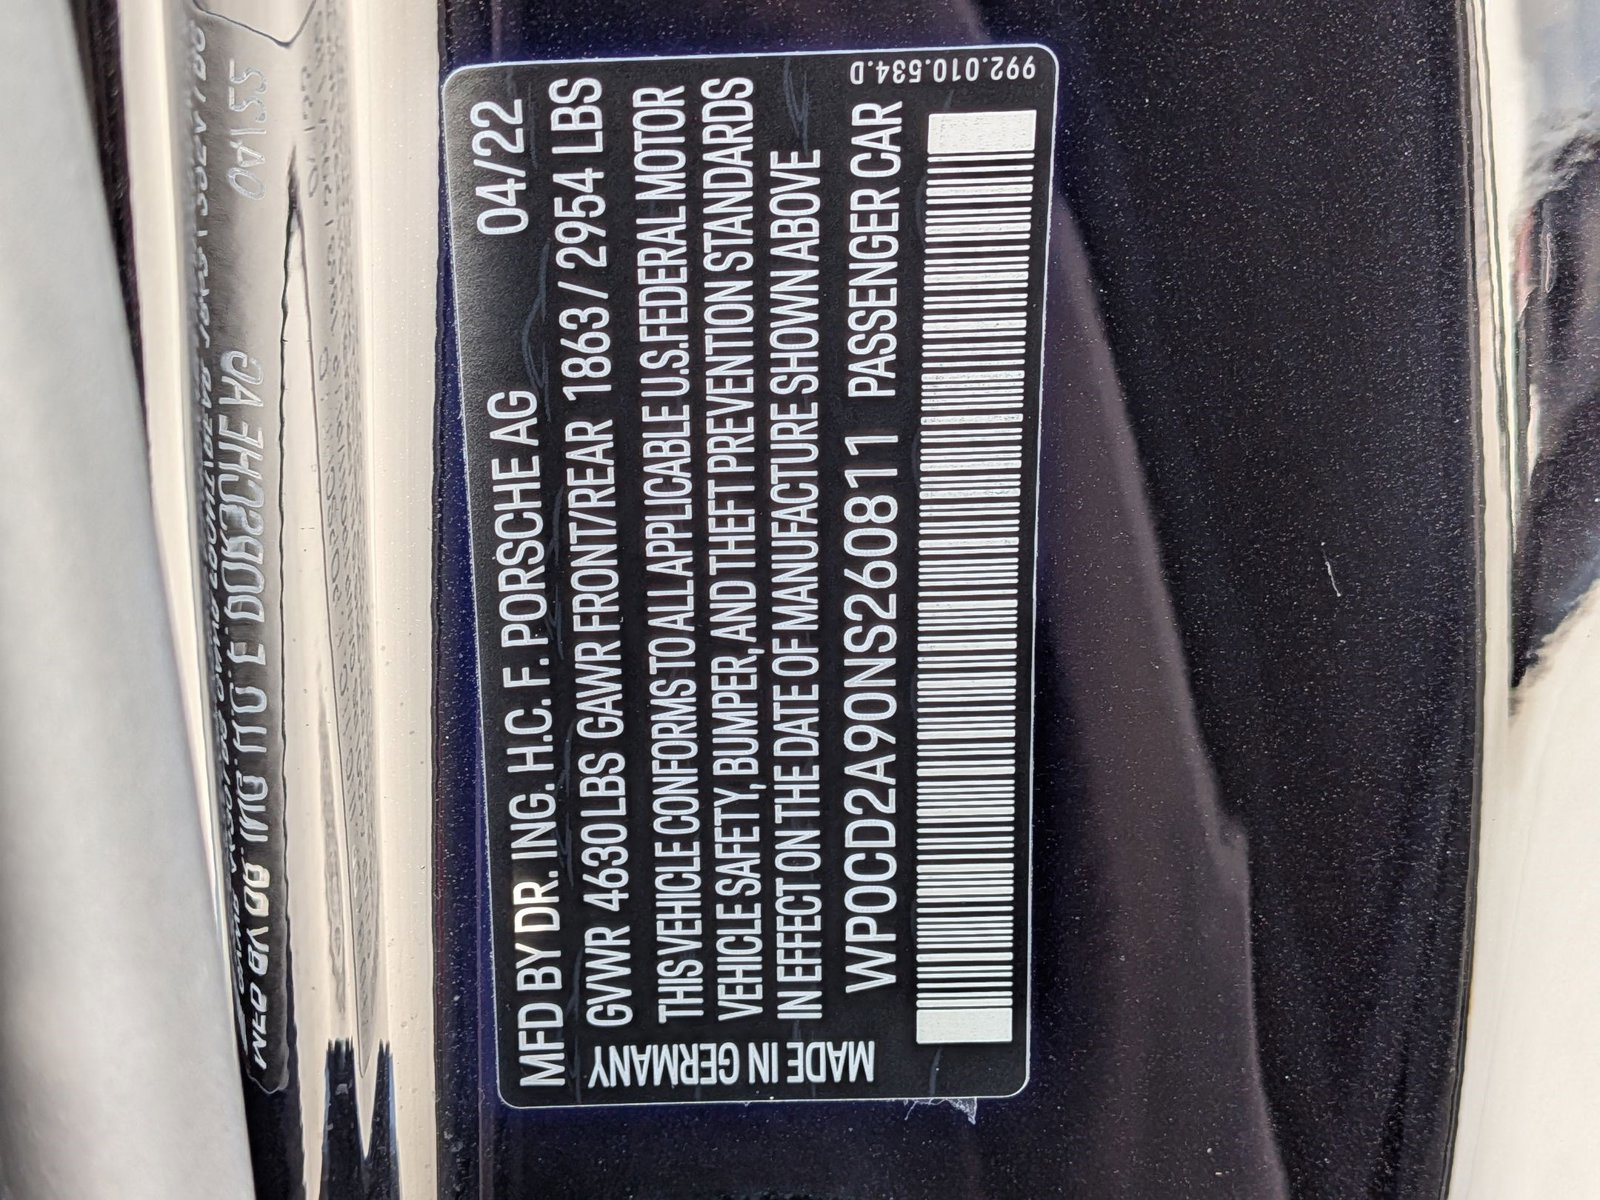 MFD BY DR. ING. H.C. F. PORSCHE AG 04/22
GVWR 4630LBS GAWR FRONT/REAR 1863 / 2954 LBS
THIS VEHICLE CONFORMS TO ALL APPLICABLE U.S. FEDERAL MOTOR
VEHICLE SAFETY, BUMPER, AND THEFT PREVENTION STANDARDS
IN EFFECT ON THE DATE OF MANUFACTURE SHOWN ABOVE
WP0CD2A90NS260811 PASSENGER CAR
MADE IN GERMANY
992.010.534.D